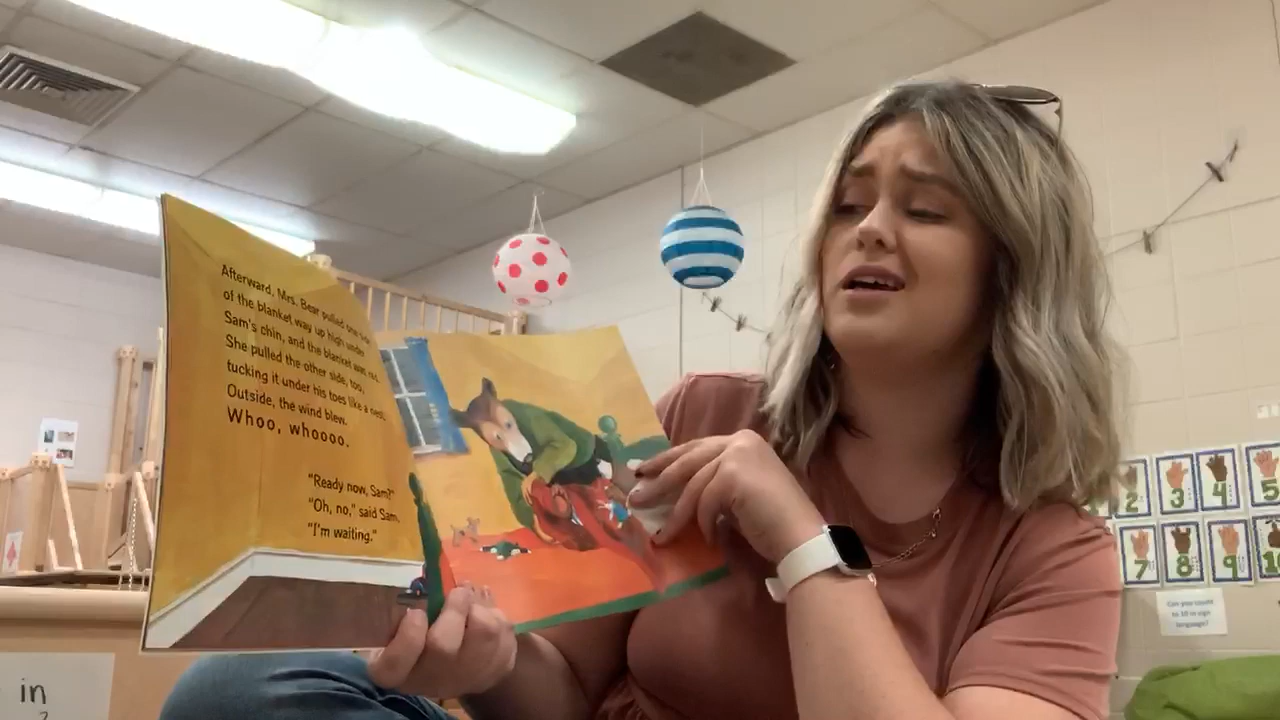 Afterward, Mrs. Bear pulled one side
of the blanket way up high under
Sam's chin, and the blanket was red.
She pulled the other side, too,
tucking it under his toes like a nest.
Outside, the wind blew.
Whoo, whoooo.
"Ready now, Sam?"
"Oh, no," said Sam.
"I'm waiting."
2 3 4 5
7 8 9 10
Can you count
to 10 in sign
language?
in
?